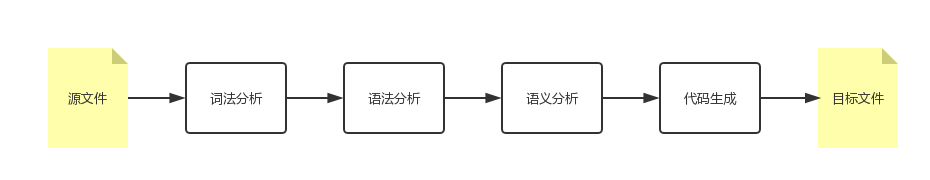 源文件
词法分析
语法分析
语义分析
代码生成
目标文件